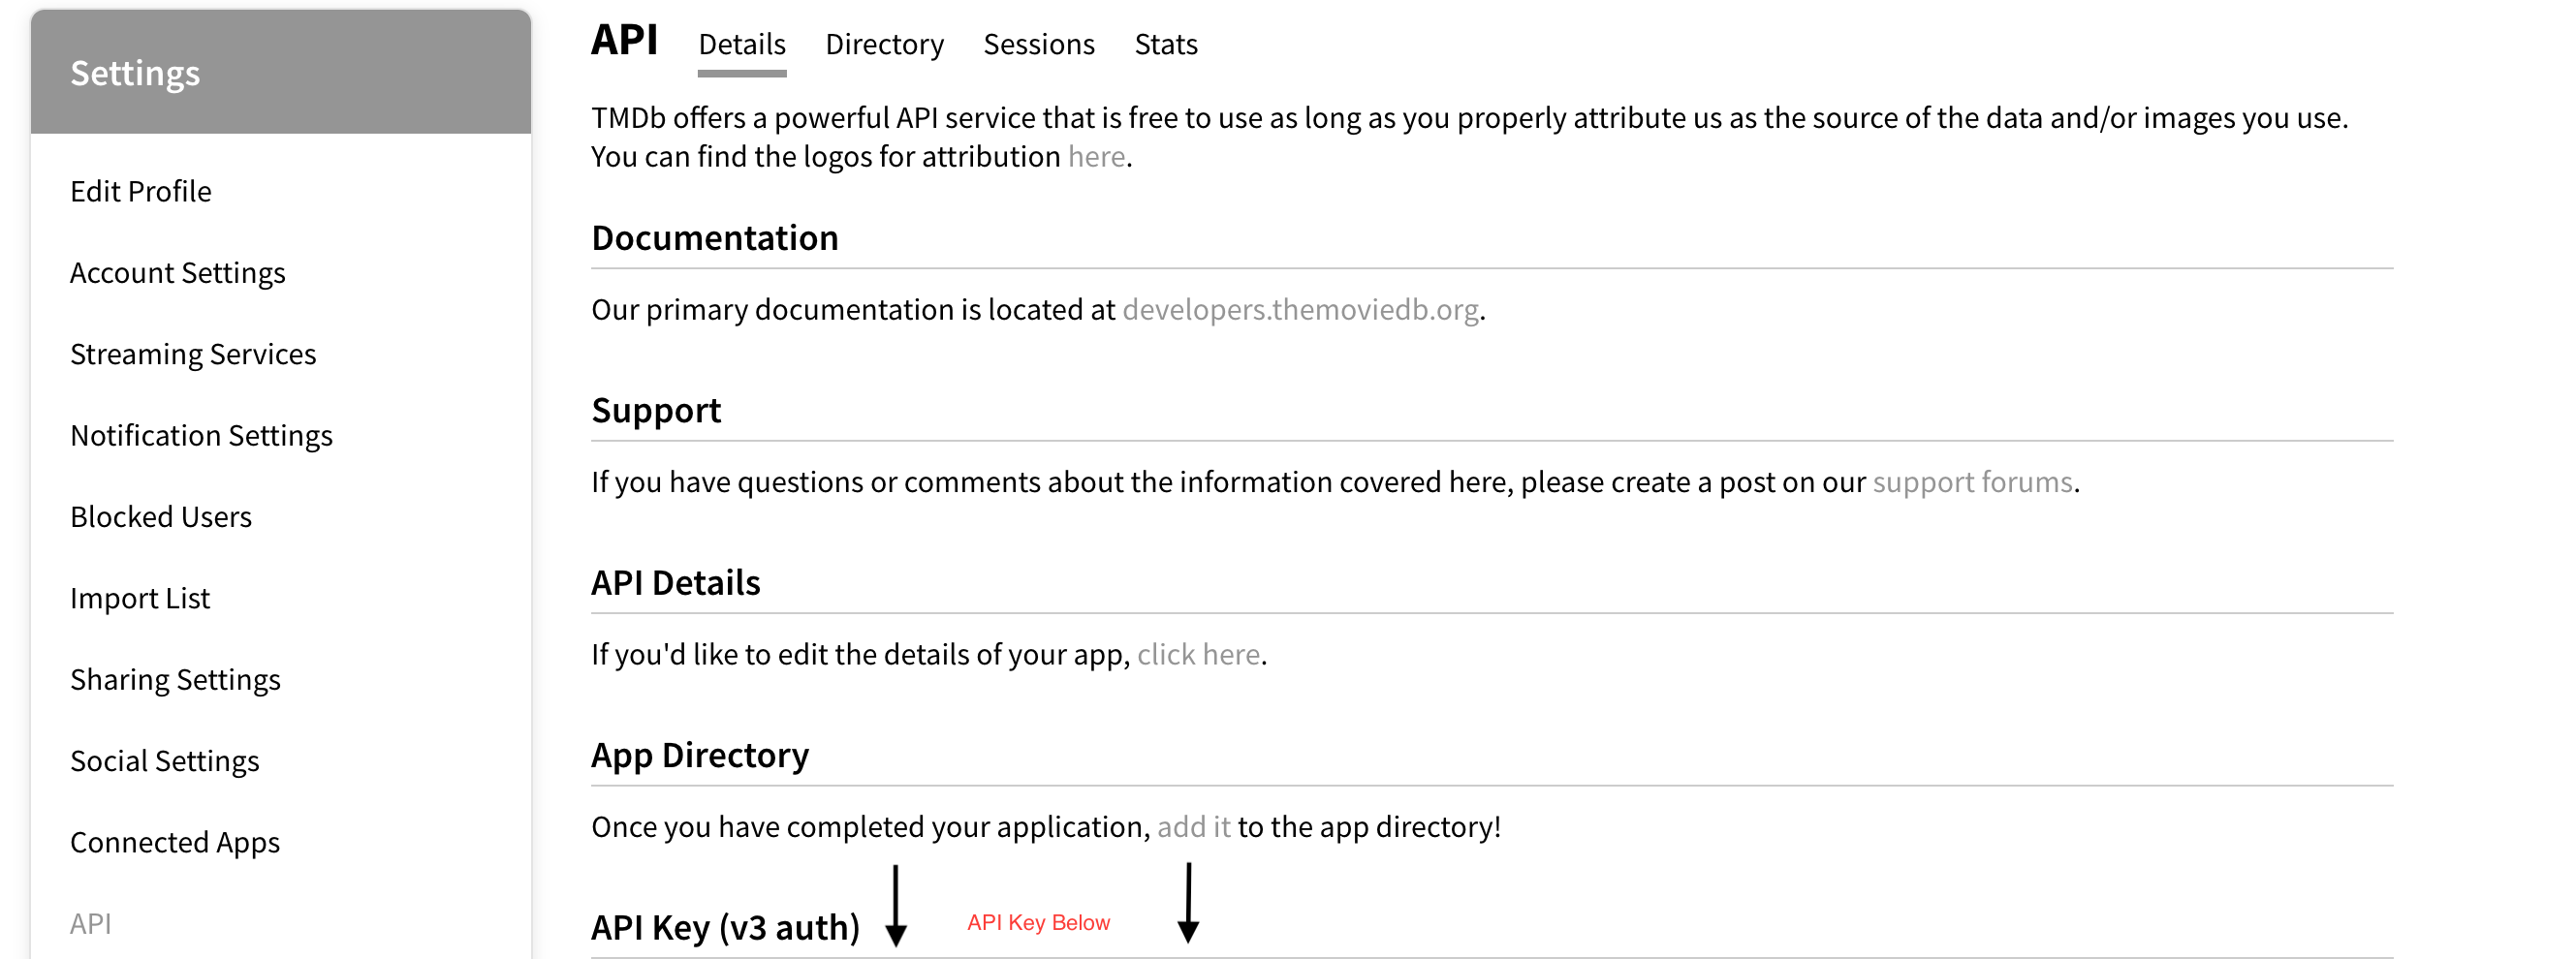 Settings
Edit Profile
Account Settings
Streaming Services
Notification Settings
Blocked Users
Import List
Sharing Settings
Social Settings
Connected Apps
API
API Details Directory Sessions Stats
TMDb offers a powerful API service that is free to use as long as you properly attribute us as the source of the data and/or images you use.
You can find the logos for attribution here.
Documentation
Our primary documentation is located at developers.themoviedb.org.
Support
If you have questions or comments about the information covered here, please create a post on our support forums.
API Details
If you'd like to edit the details of your app, click here.
App Directory
Once you have completed your application, add it to the app directory!
API Key (v3 auth) API Key Below